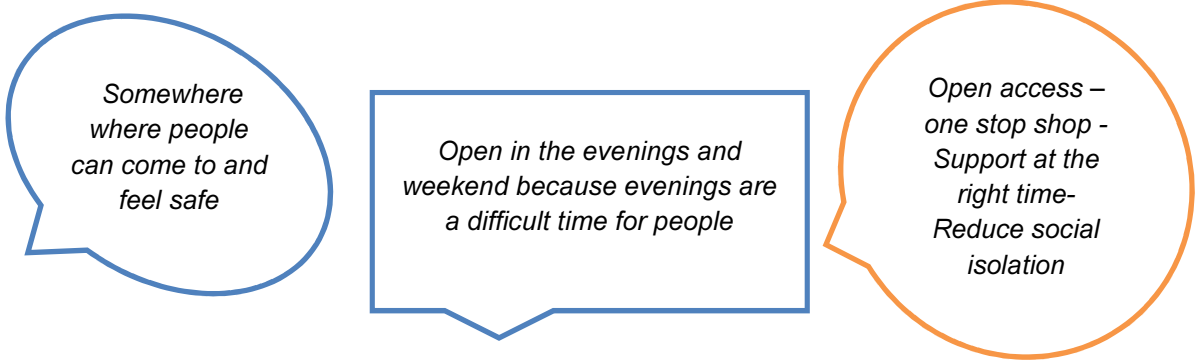 Somewhere
where people
can come to and
feel safe
Open in the evenings and
weekend because evenings are
a difficult time for people
Open access –
one stop shop -
Support at the
right time-
Reduce social
isolation